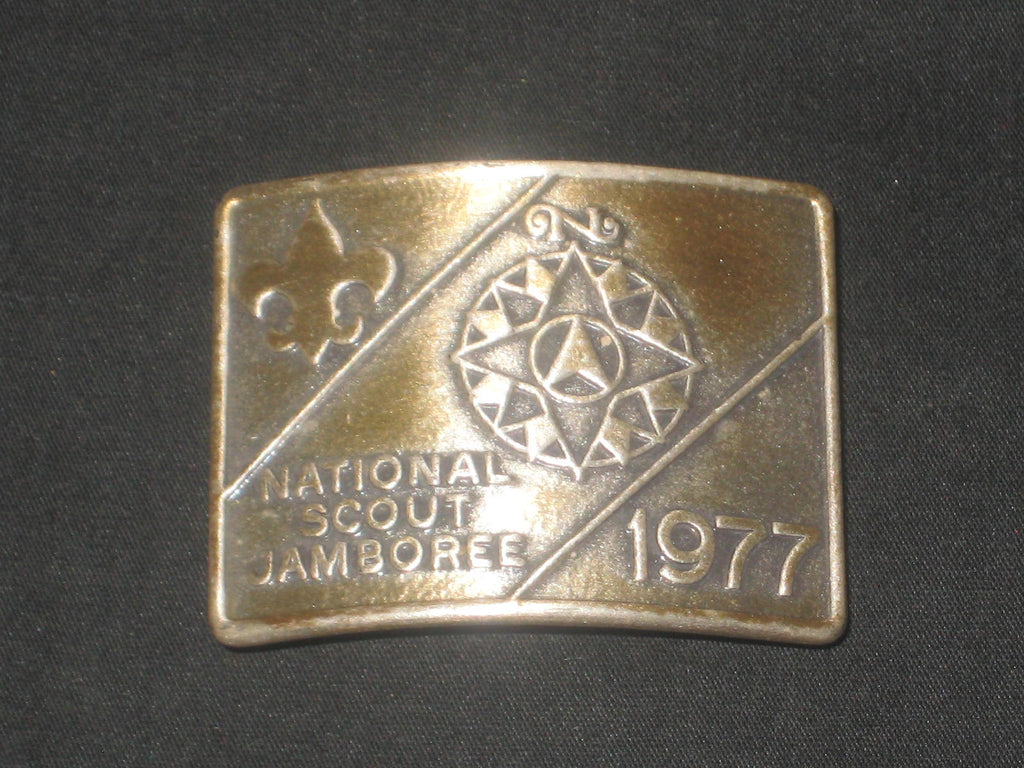 N
NATIONAL
SCOUT
JAMBOREE
1977